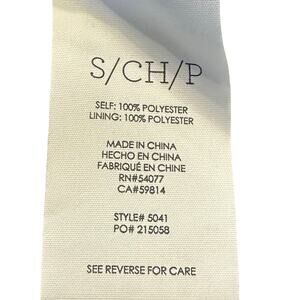 S/CH/P
SELF: 100% POLYESTER
LINING: 100% POLYESTER
MADE IN CHINA
HECHO EN CHINA
FABRIQUÉ EN CHINE
RN#54077
CA#59814
STYLE# 5041
PO# 215058
SEE REVERSE FOR CARE